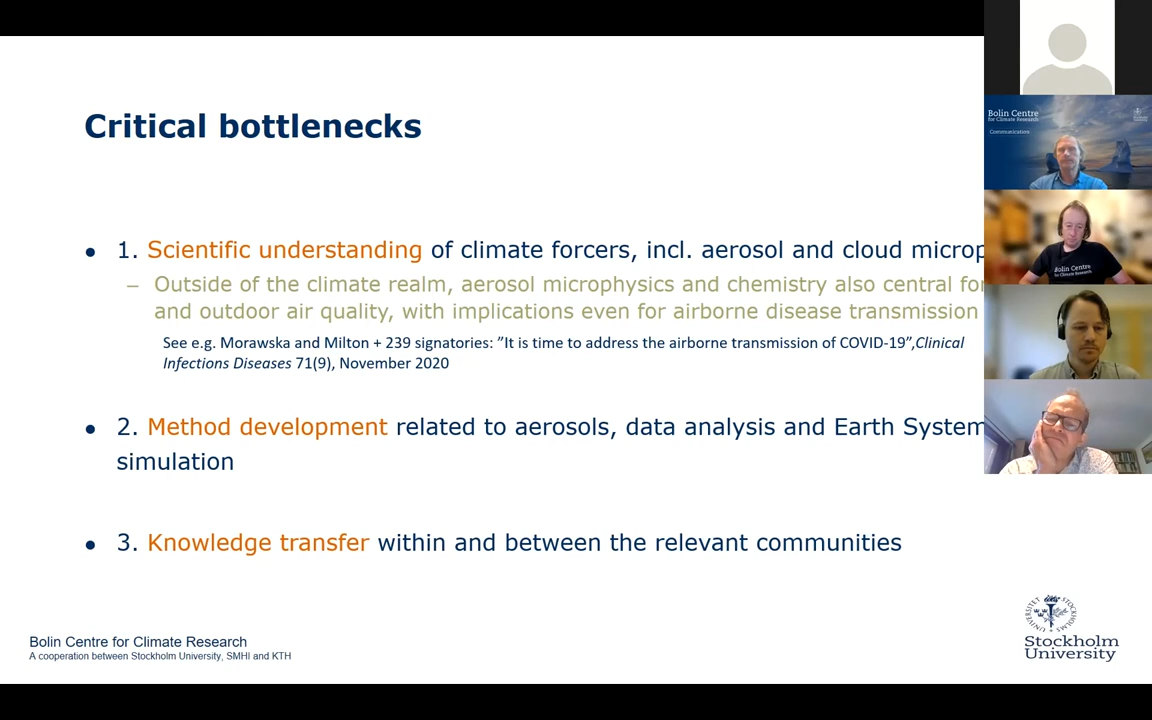 Critical bottlenecks
Bolin Centre
for Climate Research
Communication
• 1. Scientific understanding of climate forcers, incl. aerosol and cloud microp
– Outside of the climate realm, aerosol microphysics and chemistry also central for
and outdoor air quality, with implications even for airborne disease transmission
See e.g. Morawska and Milton + 239 signatories: ”It is time to address the airborne transmission of COVID-19”,Clinical
Infections Diseases 71(9), November 2020
Bolin Centre
for Climate Research
• 2. Method development related to aerosols, data analysis and Earth System
simulation
• 3. Knowledge transfer within and between the relevant communities
Bolin Centre for Climate Research
A cooperation between Stockholm University, SMHI and KTH
Stockholm
University